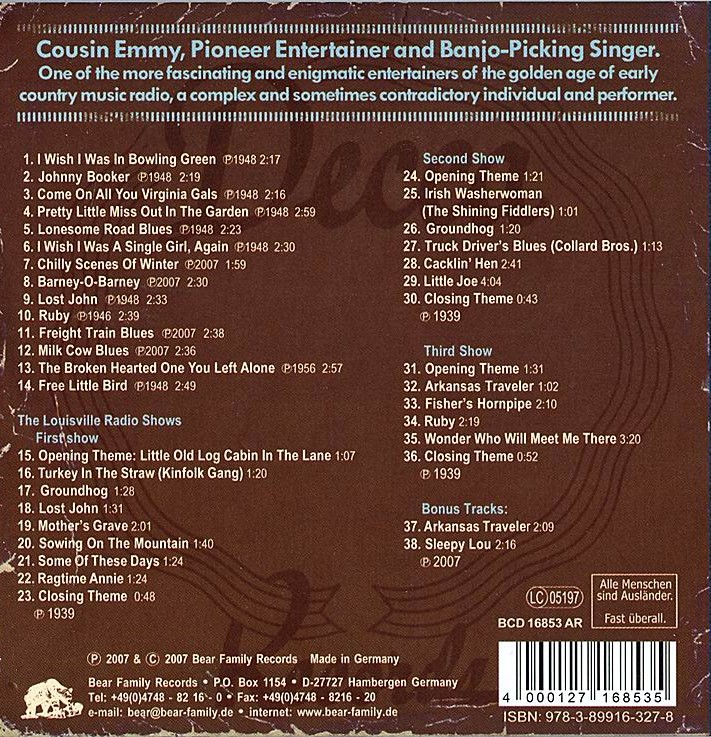 Cousin Emmy, Pioneer Entertainer and Banjo-Picking Singer.
One of the more fascinating and enigmatic entertainers of the golden age of early
country music radio, a complex and sometimes contradictory individual and performer.
Decca
1. I Wish I Was In Bowling Green ℗1948 2:17
2. Johnny Booker ℗1948 2:19
3. Come On All You Virginia Gals ℗1948 2:16
4. Pretty Little Miss Out In The Garden ℗1948 2:59
5. Lonesome Road Blues ℗1948 2:23
6. I Wish I Was A Single Girl, Again ℗1948 2:30
7. Chilly Scenes Of Winter ℗2007 1:59
8. Barney-O-Barney ℗2007 2:30
9. Lost John ℗1948 2:33
10. Ruby ℗1946 2:39
11. Freight Train Blues ℗2007 2:38
12. Milk Cow Blues ℗2007 2:36
13. The Broken Hearted One You Left Alone ℗1956 2:57
14. Free Little Bird ℗1948 2:49
The Louisville Radio Shows
First show
15. Opening Theme: Little Old Log Cabin In The Lane 1:07
16. Turkey In The Straw (Kinfolk Gang) 1:20
17. Groundhog 1:28
18. Lost John 1:31
19. Mother's Grave 2:01
20. Sowing On The Mountain 1:40
21. Some Of These Days 1:24
22. Ragtime Annie 1:24
23. Closing Theme 0:48
℗ 1939
Second Show
24. Opening Theme 1:21
25. Irish Washerwoman
(The Shining Fiddlers) 1:01
26. Groundhog 1:20
27. Truck Driver's Blues (Collard Bros.) 1:13
28. Cacklin' Hen 2:41
29. Little Joe 4:04
30. Closing Theme 0:43
℗ 1939
Third Show
31. Opening Theme 1:31
32. Arkansas Traveler 1:02
33. Fisher's Hornpipe 2:10
34. Ruby 2:19
35. Wonder Who Will Meet Me There 3:20
36. Closing Theme 0:52
℗ 1939
Bonus Tracks:
37. Arkansas Traveler 2:09
38. Sleepy Lou 2:16
℗ 2007
LC 05197
BCD 16853 AR
Alle Menschen
sind Ausländer.
Fast überall.
Records
℗ 2007 & © 2007 Bear Family Records Made in Germany
Bear Family Records • P.O. Box 1154 • D-27727 Hambergen Germany
Tel: +49(0)4748 - 82 16 - 0 • Fax: +49(0)4748 - 8216 - 20
e-mail: bear@bear-family.de • internet: www.bear-family.de
4 000127 168535
ISBN: 978-3-89916-327-8